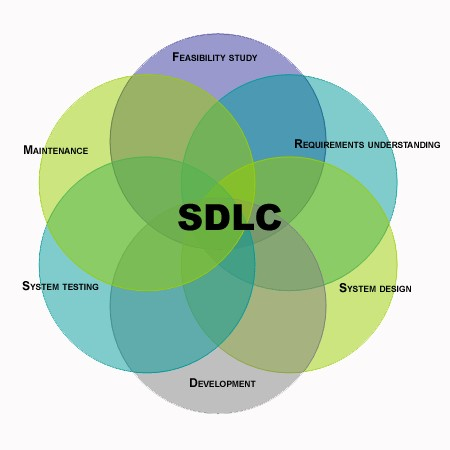 Feasibility study
Requirements understanding
Maintenance
SDLC
System testing
System design
Development